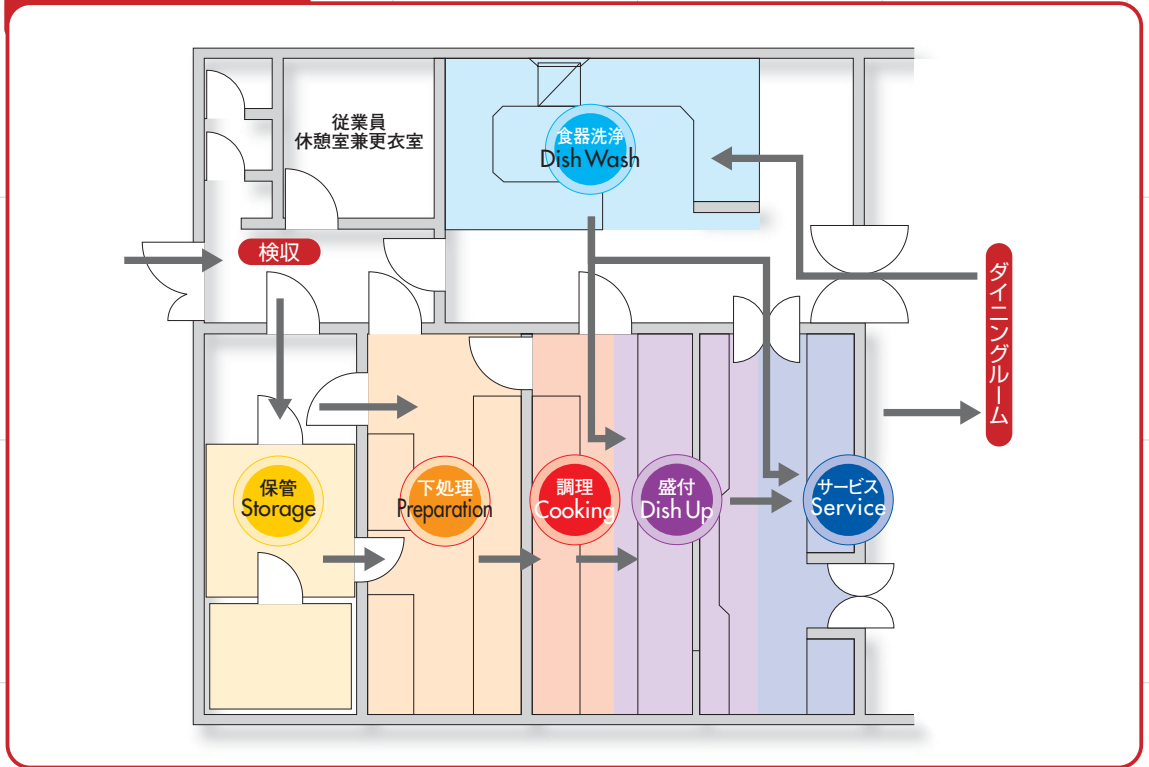 従業員
休憩室兼更衣室
食器洗浄
Dish Wash
検収
ダイニングルーム
保管
Storage
下処理
Preparation
調理
Cooking
盛付
Dish Up
サービス
Service